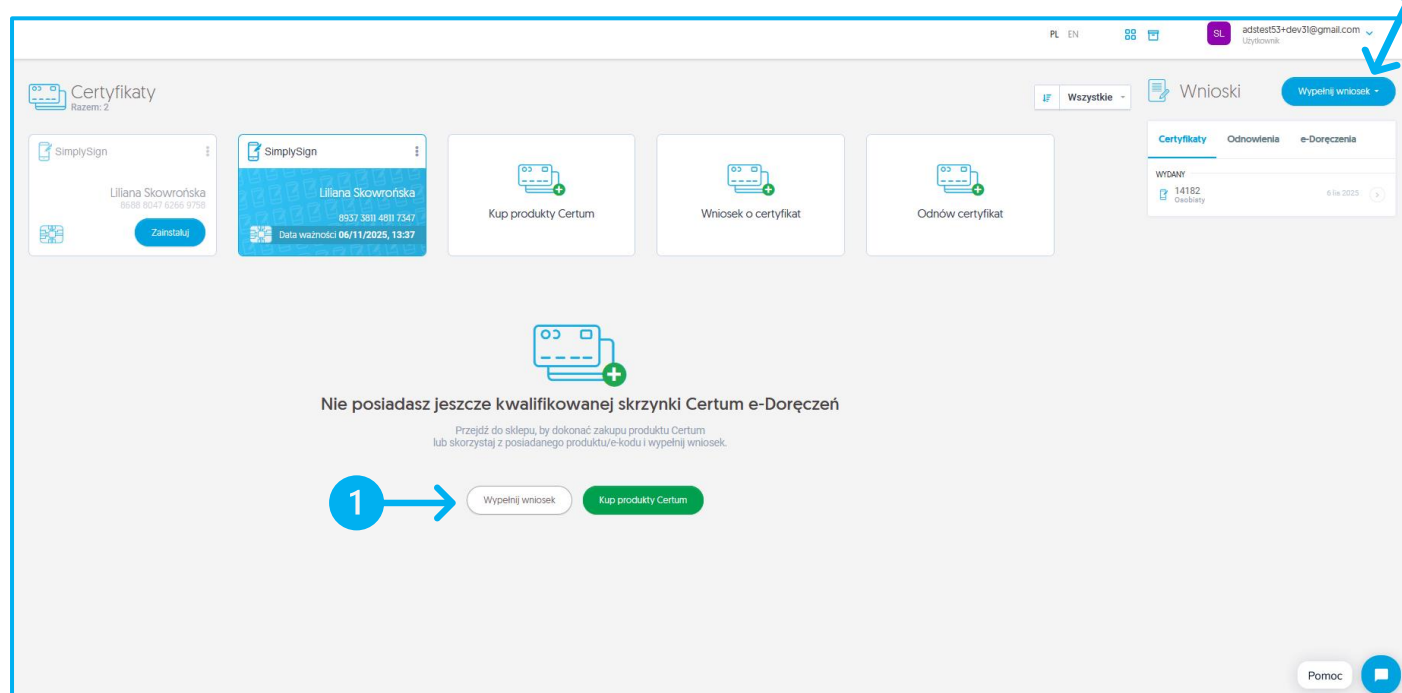 PL EN
SL
adstest53+dev31@gmail.com
Użytkownik
Certyfikaty
Razem: 2
Wszystkie
Wnioski
Wypełnij wniosek
SimplySign
Liliana Skowrońska
8688 8047 6266 9758
Zainstaluj
SimplySign
Liliana Skowrońska
8937 3811 4811 7347
Data ważności 06/11/2025, 13:37
Kup produkty Certum
Wniosek o certyfikat
Odnów certyfikat
Certyfikaty Odnowienia e-Doręczenia
WYDANY
14182
Osobisty
6 lis 2025
Nie posiadasz jeszcze kwalifikowanej skrzynki Certum e-Doręczeń
Przejdź do sklepu, by dokonać zakupu produktu Certum
lub skorzystaj z posiadanego produktu/e-kodu i wypełnij wniosek.
1
Wypełnij wniosek
Kup produkty Certum
Pomoc